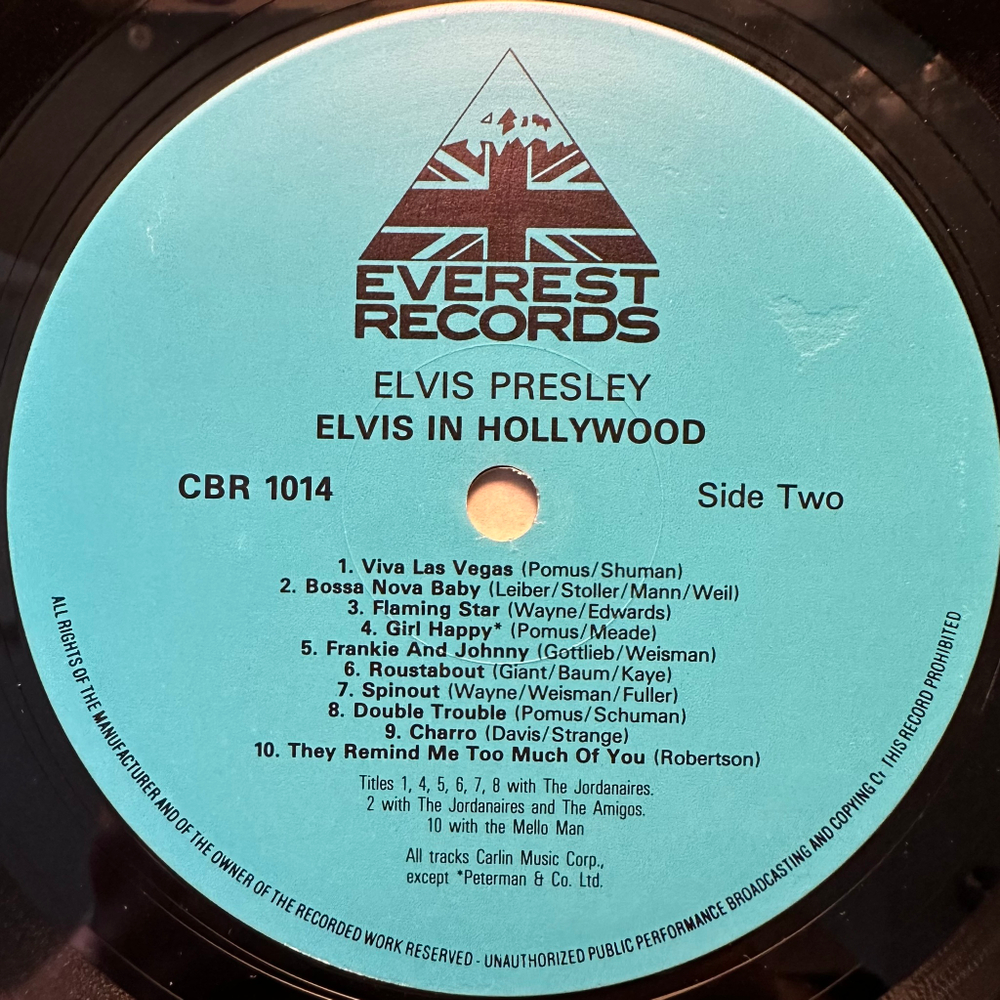 EVEREST
RECORDS
ELVIS PRESLEY
ELVIS IN HOLLYWOOD
CBR 1014
Side Two
1. Viva Las Vegas (Pomus/Shuman)
2. Bossa Nova Baby (Leiber/Stoller/Mann/Weil)
3. Flaming Star (Wayne/Edwards)
4. Girl Happy* (Pomus/Meade)
5. Frankie And Johnny (Gottlieb/Weisman)
6. Roustabout (Giant/Baum/Kaye)
7. Spinout (Wayne/Weisman/Fuller)
8. Double Trouble (Pomus/Schuman)
9. Charro (Davis/Strange)
10. They Remind Me Too Much Of You (Robertson)
Titles 1, 4, 5, 6, 7, 8 with The Jordanaires.
2 with The Jordanaires and The Amigos.
10 with the Mello Man
All tracks Carlin Music Corp.,
except *Peterman & Co. Ltd.
ALL RIGHTS OF THE MANUFACTURER AND OF THE OWNER OF THE RECORDED WORK RESERVED - UNAUTHORIZED PUBLIC PERFORMANCE BROADCASTING AND COPYING THIS RECORD PROHIBITED